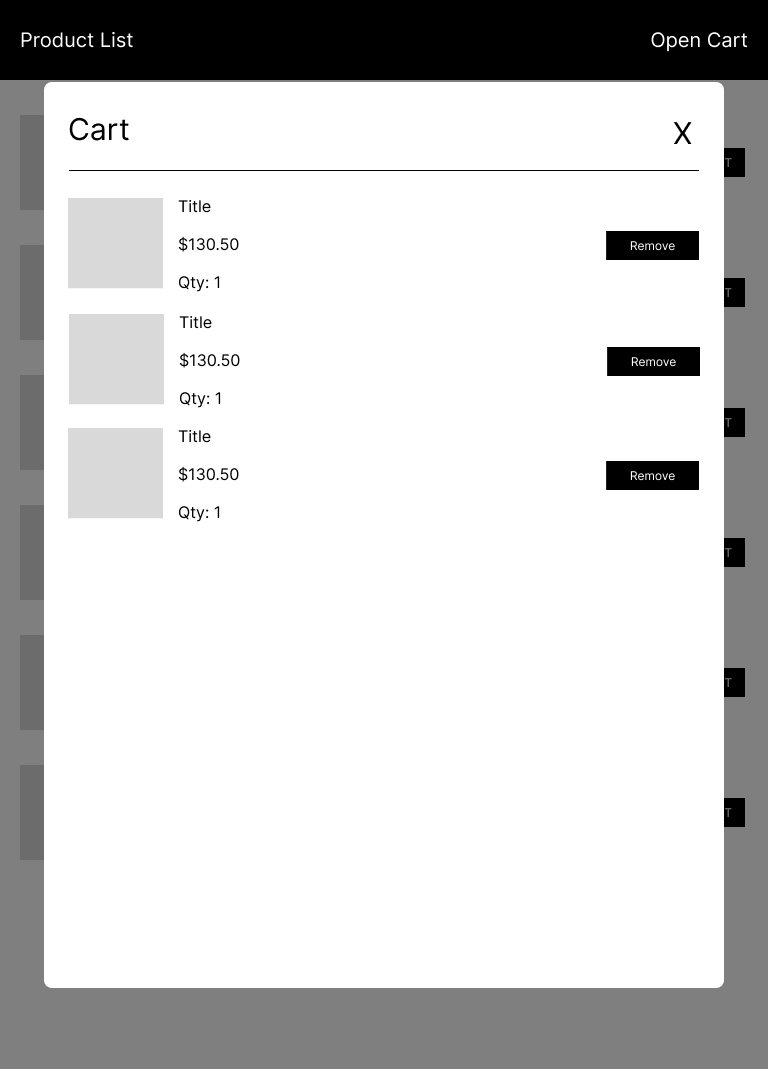 Product List
Open Cart
Cart
X
Title
$130.50
Remove
Qty: 1
Title
$130.50
Remove
Qty: 1
Title
$130.50
Remove
Qty: 1
T
T
T
T
T
T